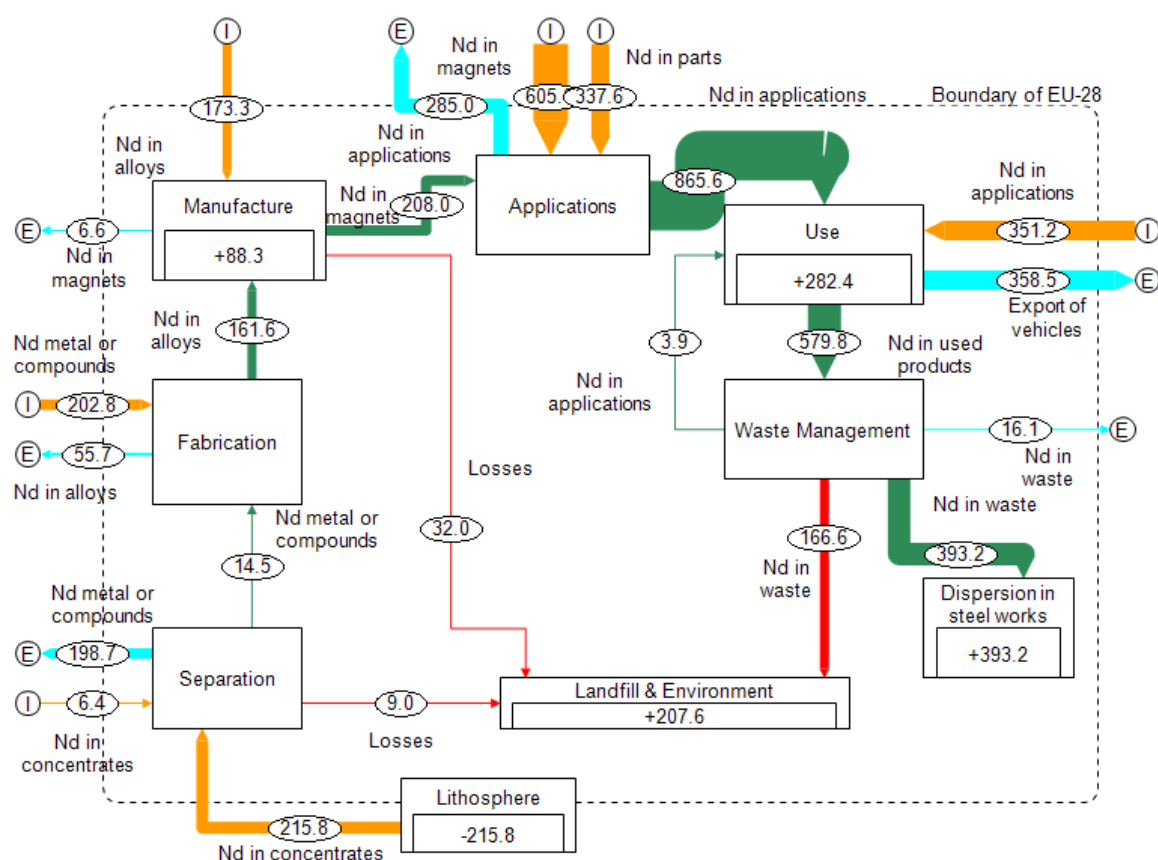 I
E
I
I
Nd in
magnets
Nd in parts
173.3
285.0
605.
337.6
Nd in applications
Boundary of EU-28
Nd in
alloys
Nd in
applications
Manufacture
+88.3
Nd in
magnets
208.0
Applications
865.6
Nd in
applications
E
6.6
Nd in
magnets
Use
+282.4
351.2
I
358.5
E
Export of
vehicles
Nd in
alloys
161.6
3.9
579.8
Nd in used
products
Nd metal or
compounds
I
202.8
Nd in
applications
Fabrication
E
55.7
Nd in alloys
Waste Management
16.1
E
Nd in
waste
Losses
Nd metal or
compounds
32.0
166.6
Nd in waste
14.5
Nd in
waste
393.2
Nd metal or
compounds
Dispersion in
steel works
+393.2
E
198.7
Separation
I
6.4
Nd in
concentrates
9.0
Losses
Landfill & Environment
+207.6
Lithosphere
-215.8
215.8
Nd in concentrates